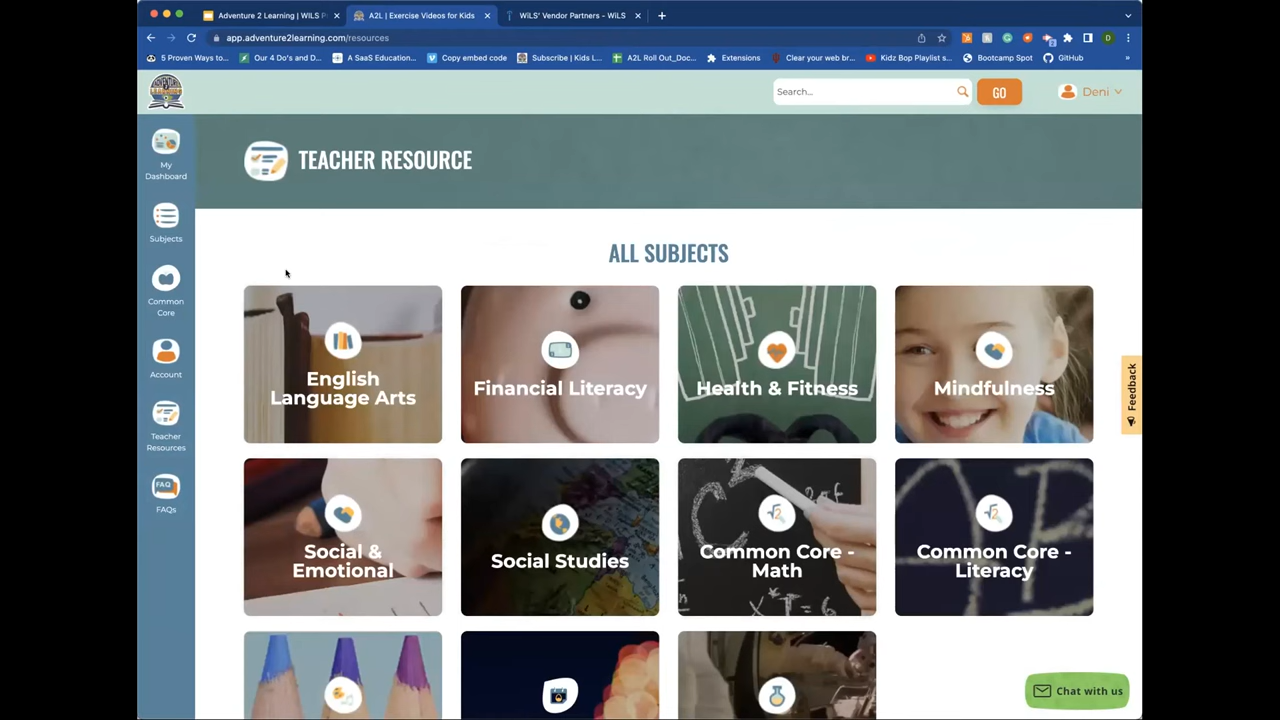 Adventure 2 Learning | WILS P
A2L | Exercise Videos for Kids
WiLS' Vendor Partners - WiLS
app.adventure2learning.com/resources
5 Proven Ways to...
Our 4 Do's and D...
A SaaS Education...
Copy embed code
Subscribe | Kids L...
A2L Roll Out_Doc...
Extensions
Clear your web br...
Kidz Bop Playlist s...
Bootcamp Spot
GitHub
»
Search...
GO
Deni
TEACHER RESOURCE
My
Dashboard
Subjects
Common
Core
Account
Teacher
Resources
FAQ
FAQs
ALL SUBJECTS
English
Language Arts
Financial Literacy
Health & Fitness
Mindfulness
Social &
Emotional
Social Studies
Common Core -
Math
Common Core -
Literacy
Feedback
Chat with us